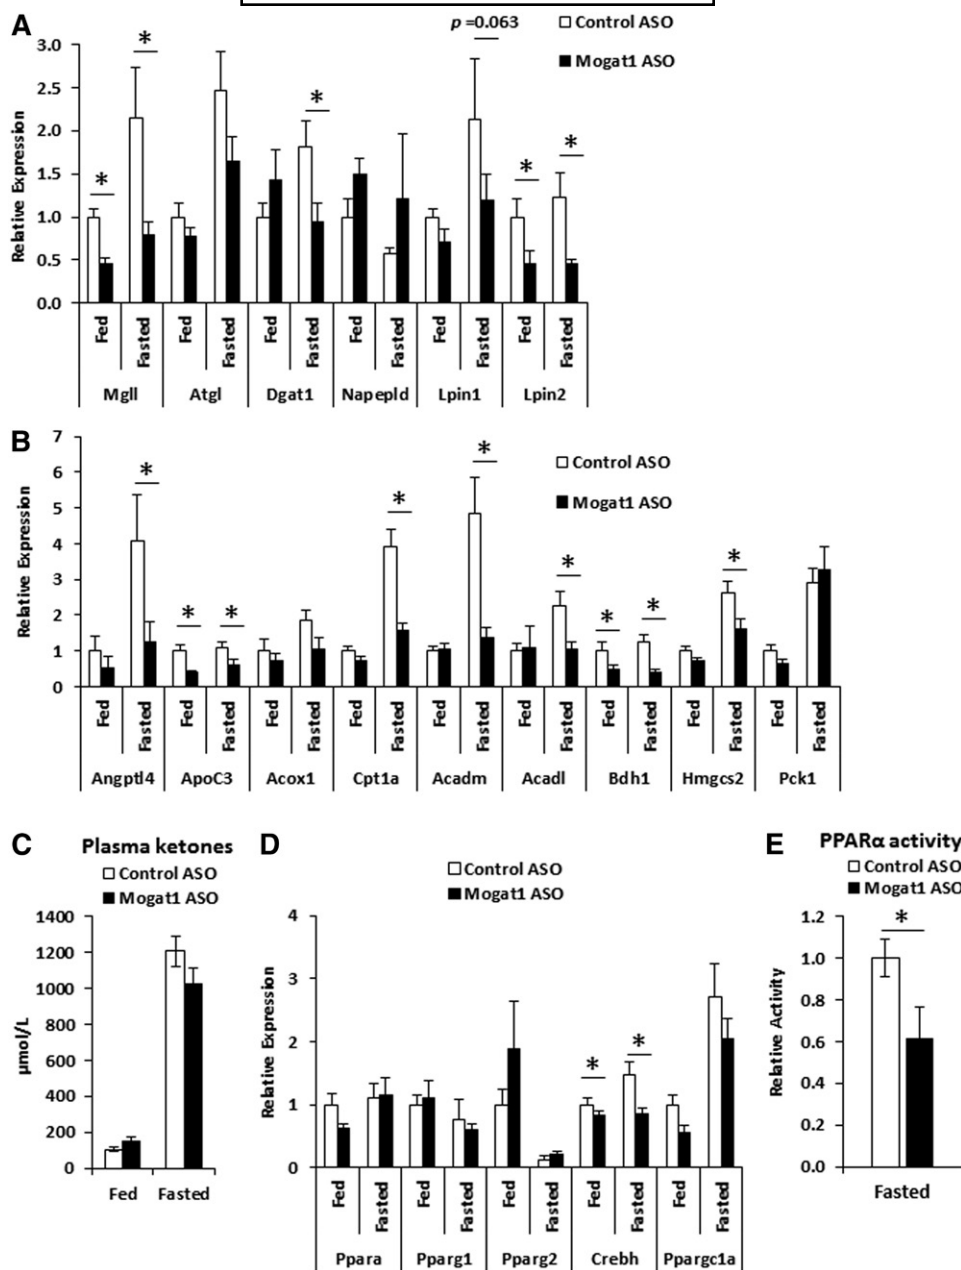 A
p =0.063
Control ASO
Mogat1 ASO
*
*
*
*
*
3.0
2.5
2.0
1.5
1.0
0.5
0.0
Relative Expression
Fed Fasted Fed Fasted Fed Fasted Fed Fasted Fed Fasted Fed Fasted
Mgll Atgl Dgat1 Napepld Lpin1 Lpin2
B
Control ASO
Mogat1 ASO
*
*
*
*
*
*
*
*
*
7
6
5
4
3
2
1
0
Relative Expression
Fed Fasted Fed Fasted Fed Fasted Fed Fasted Fed Fasted Fed Fasted Fed Fasted Fed Fasted Fed Fasted
Angptl4 ApoC3 Acox1 Cpt1a Acadm Acadl Bdh1 Hmgcs2 Pck1
C
Plasma ketones
Control ASO
Mogat1 ASO
1400
1200
1000
800
600
400
200
0
µmol/L
Fed Fasted
D
Control ASO
Mogat1 ASO
*
*
4
3
2
1
0
Relative Expression
Fed Fasted Fed Fasted Fed Fasted Fed Fasted Fed Fasted
Ppara Pparg1 Pparg2 Crebh Ppargc1a
E
PPARα activity
Control ASO
Mogat1 ASO
*
1.2
1.0
0.8
0.6
0.4
0.2
0.0
Relative Activity
Fasted